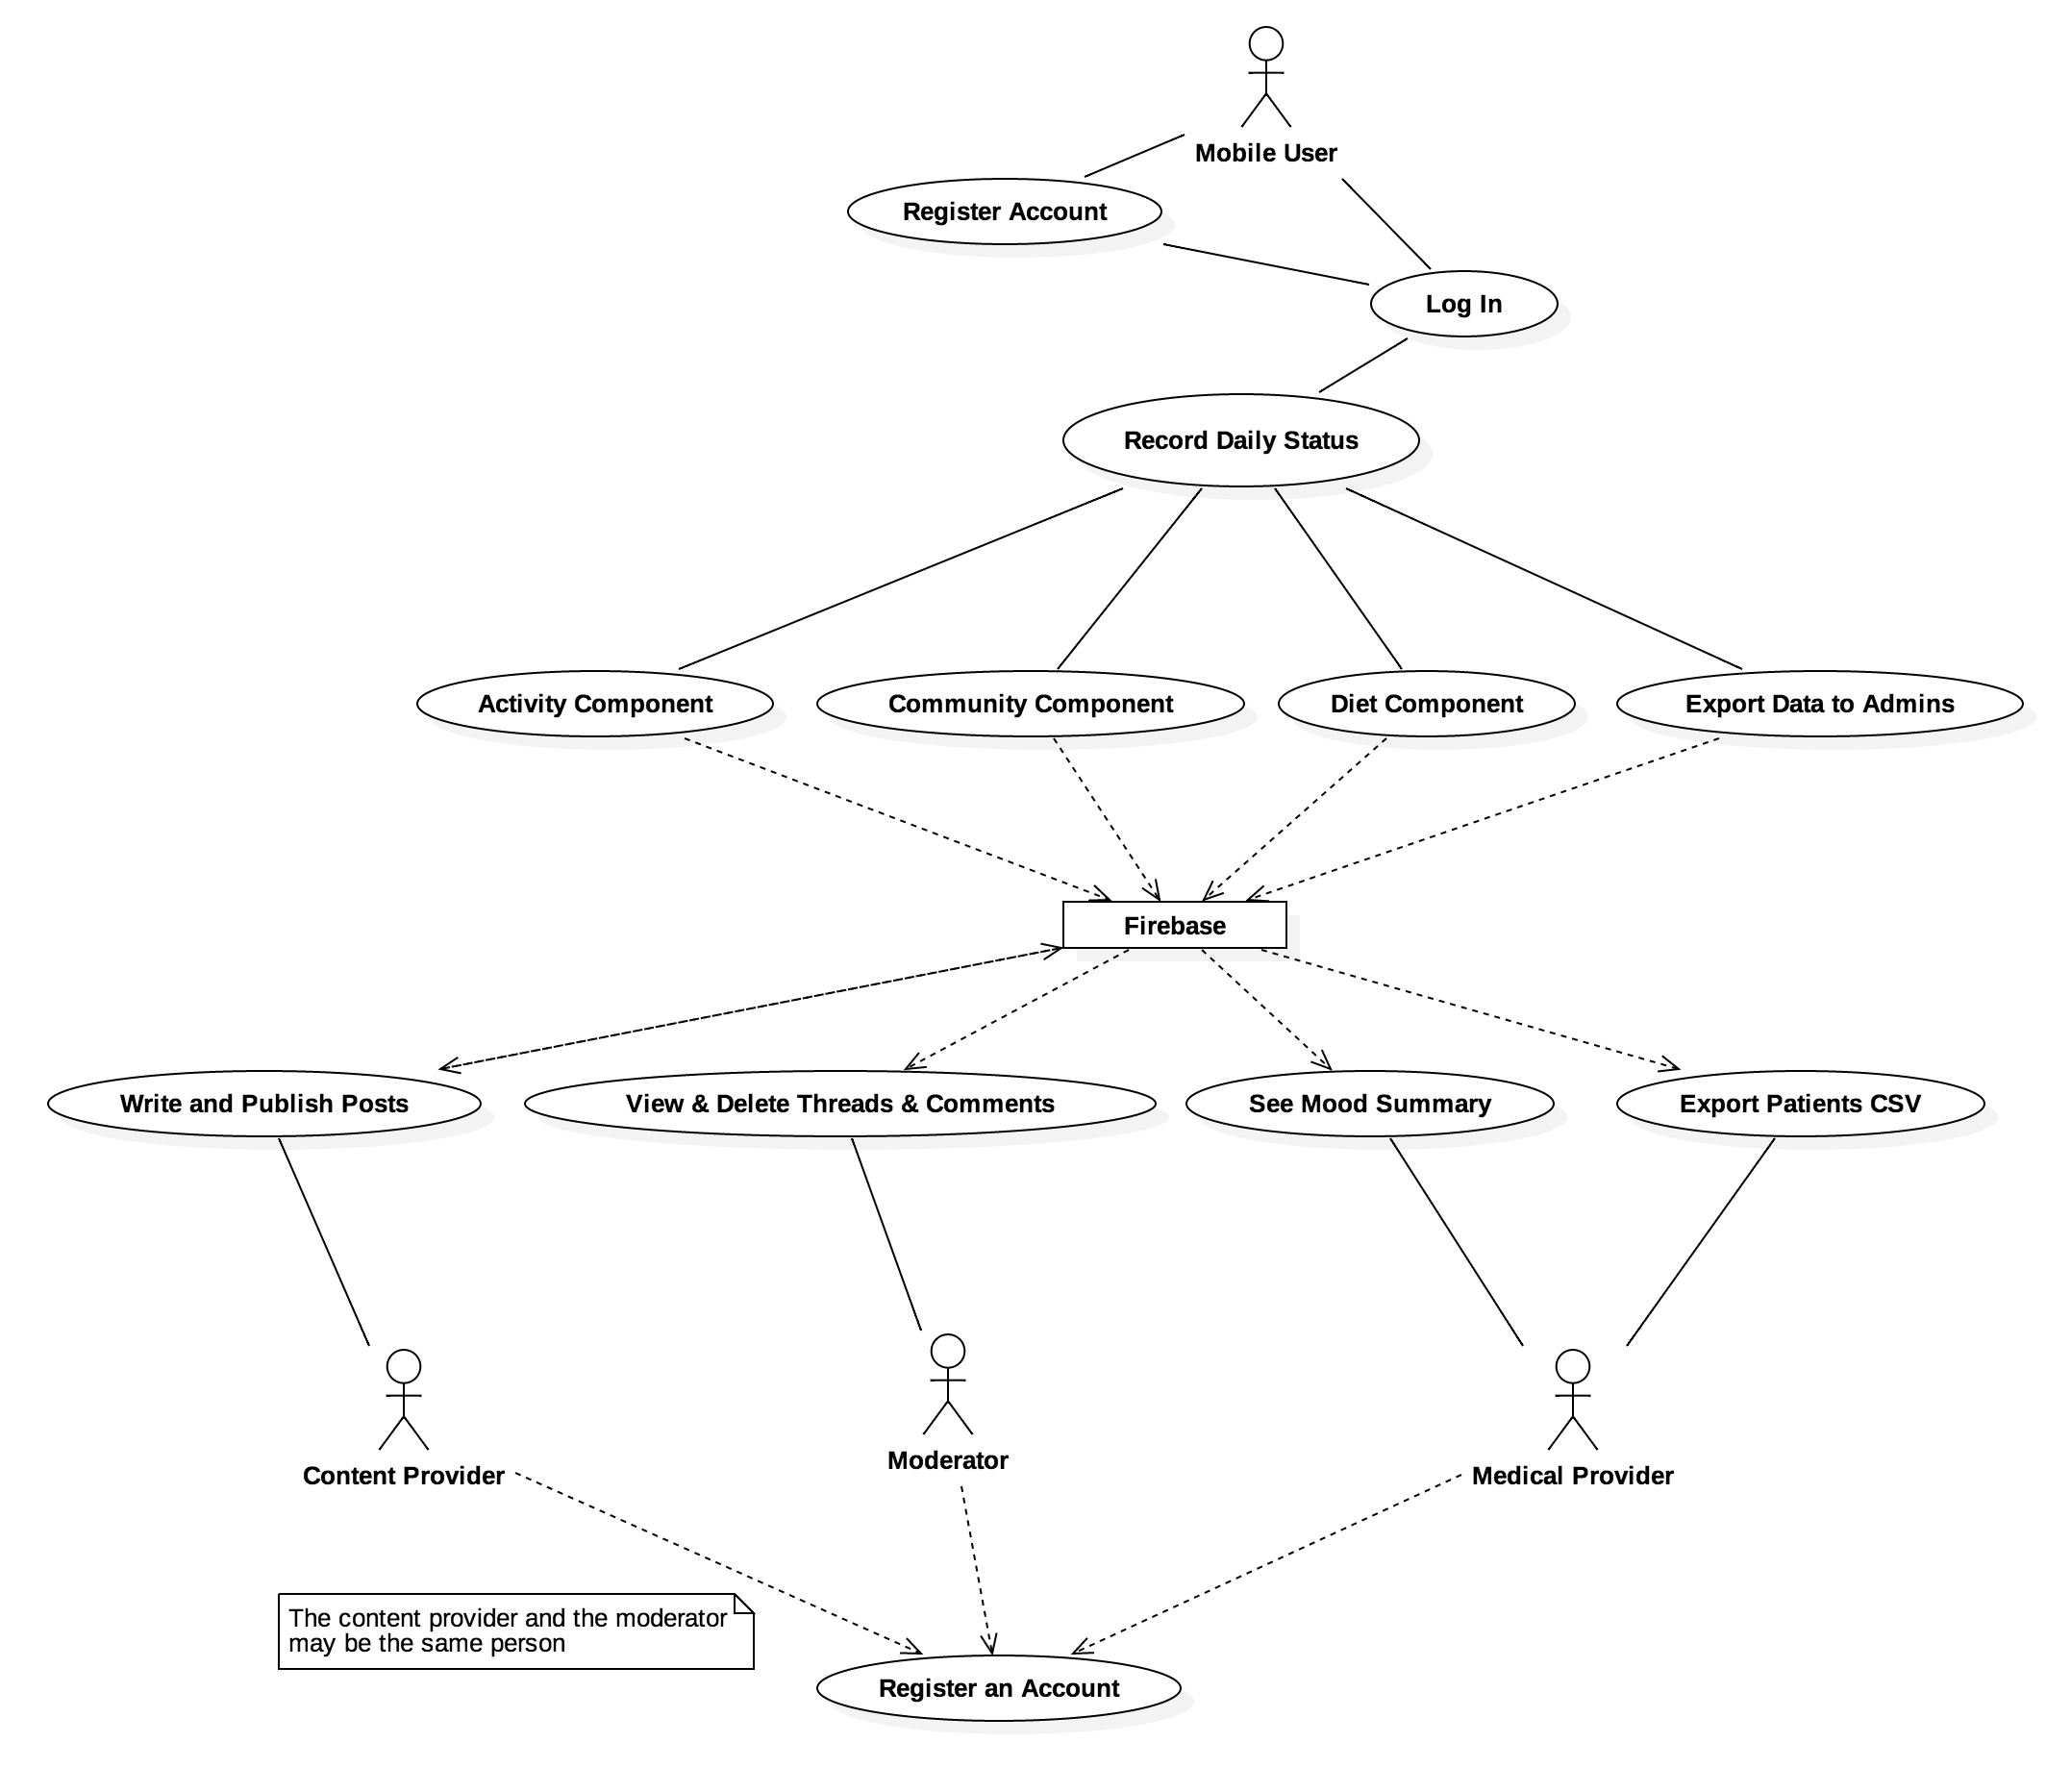 Mobile User
Register Account
Log In
Record Daily Status
Activity Component
Community Component
Diet Component
Export Data to Admins
Firebase
Write and Publish Posts
View & Delete Threads & Comments
See Mood Summary
Export Patients CSV
Content Provider
Moderator
Medical Provider
The content provider and the moderator
may be the same person
Register an Account